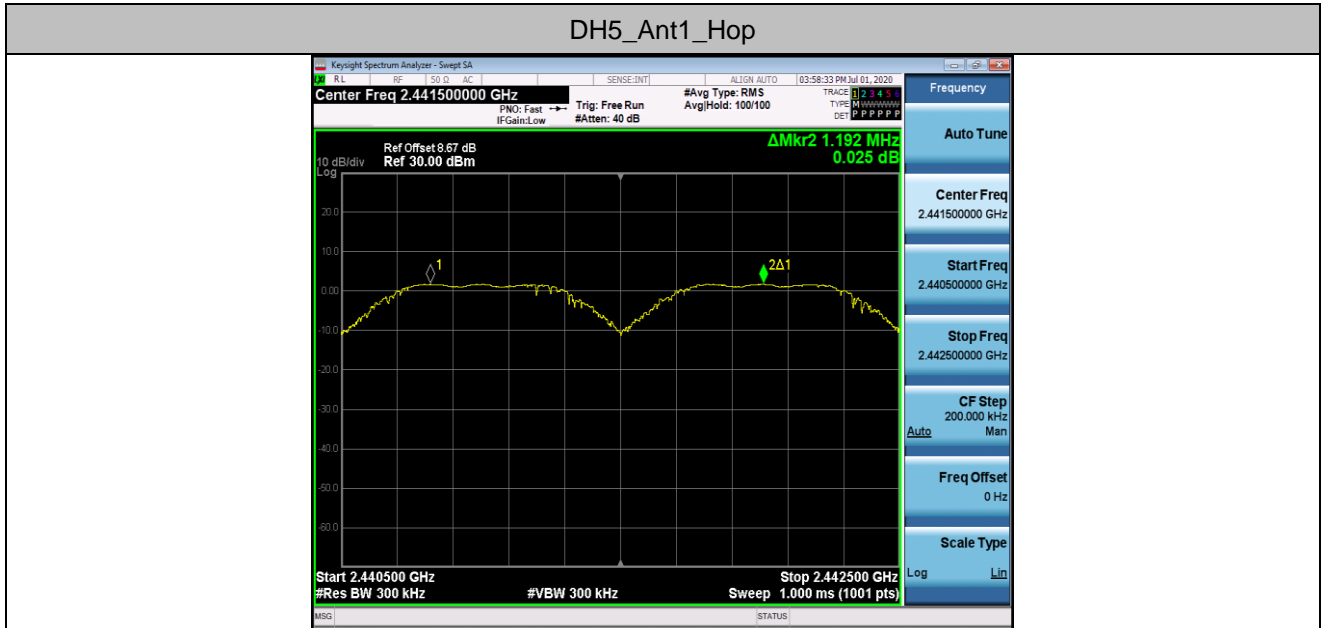 DH5_Ant1_Hop
Keysight Spectrum Analyzer - Swept SA
RL RF 50 Ω AC SENSE:INT ALIGN AUTO 03:58:33 PM Jul 01, 2020
Center Freq 2.441500000 GHz
#Avg Type: RMS
TRACE 1 2 3 4 5 6
PNO: Fast
Trig: Free Run
Avg|Hold: 100/100
TYPE M WWWWW
IFGain:Low
#Atten: 40 dB
DET P P P P P P
Frequency
Auto Tune
ΔMkr2 1.192 MHz
0.025 dB
Ref Offset 8.67 dB
10 dB/div Ref 30.00 dBm
Log
20.0
10.0
0.00
-10.0
-20.0
-30.0
-40.0
-50.0
-60.0
1
2Δ1
Center Freq
2.441500000 GHz
Start Freq
2.440500000 GHz
Stop Freq
2.442500000 GHz
CF Step
200.000 kHz
Auto Man
Freq Offset
0 Hz
Scale Type
Log Lin
Start 2.440500 GHz Stop 2.442500 GHz
#Res BW 300 kHz #VBW 300 kHz Sweep 1.000 ms (1001 pts)
MSG STATUS